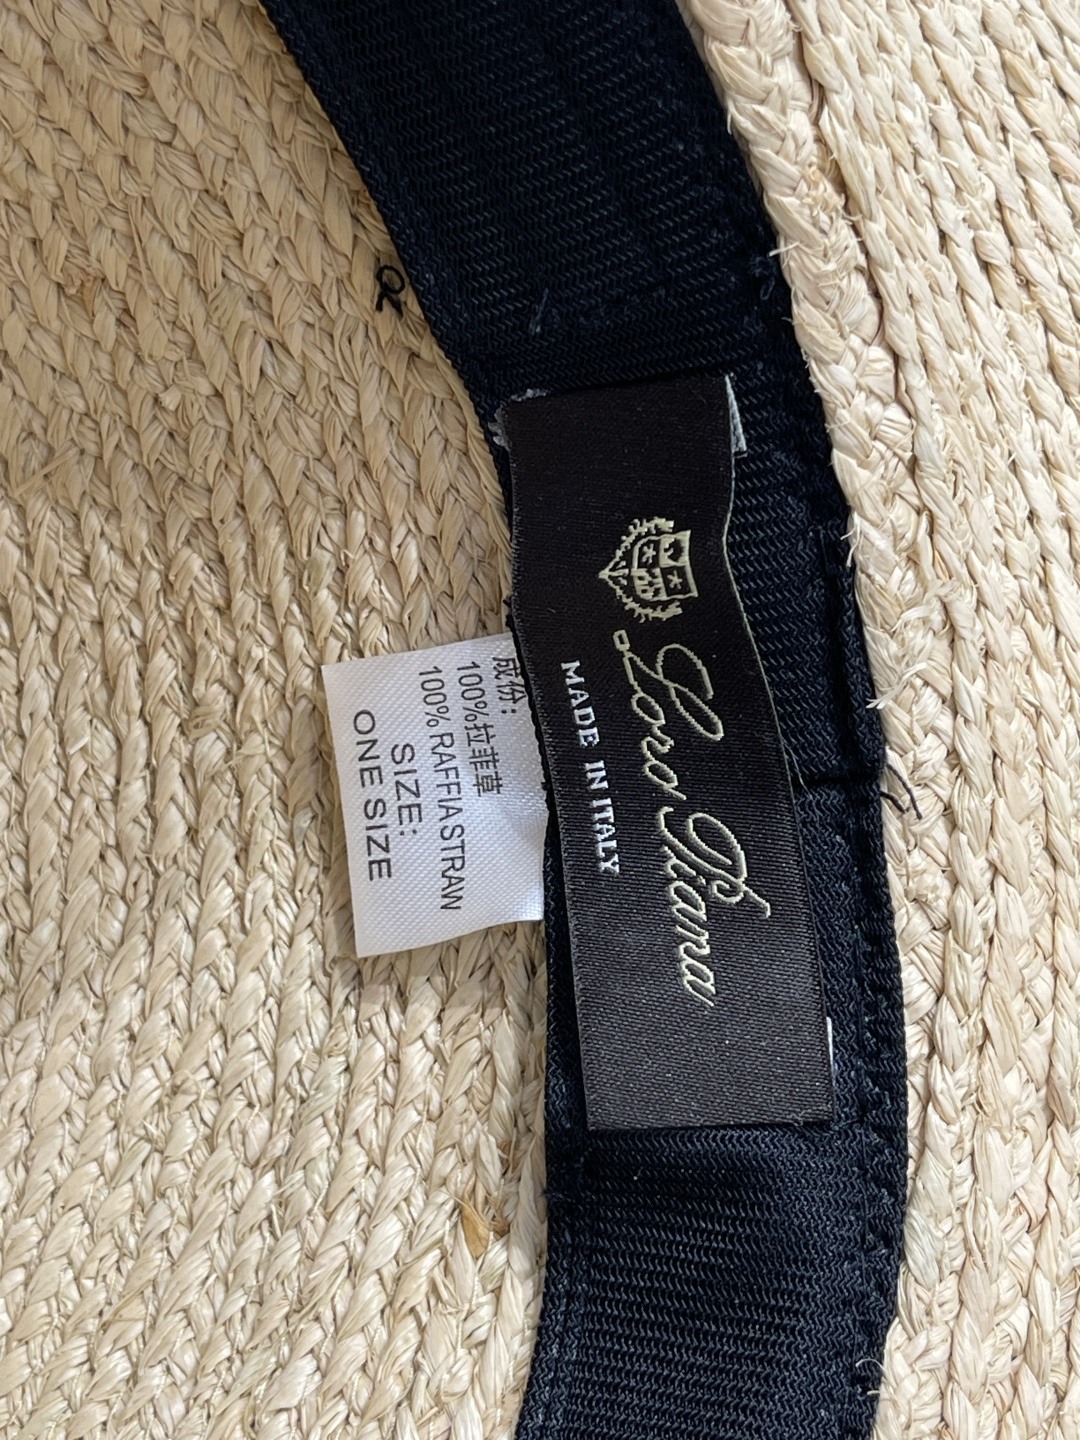 Loro Piana
MADE IN ITALY
成份:
100%拉菲草
100% RAFFIA STRAW
SIZE:
ONE SIZE